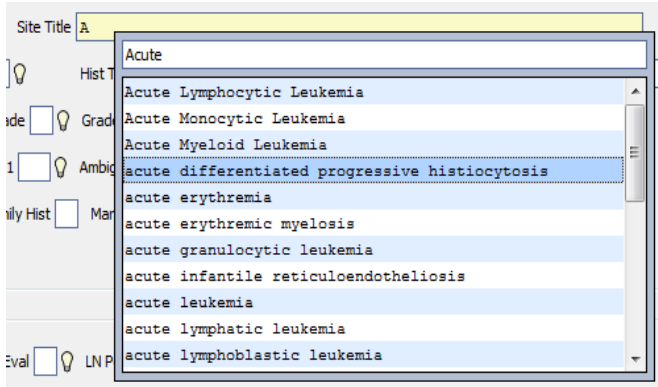 Site Title A
Acute
Hist T
Acute Lymphocytic Leukemia
Acute Monocytic Leukemia
ade Grade
Acute Myeloid Leukemia
1 Ambig
acute differentiated progressive histiocytosis
acute erythremia
mily Hist Mar
acute erythremic myelosis
acute granulocytic leukemia
acute infantile reticuloendotheliosis
acute leukemia
acute lymphatic leukemia
Eval LN P
acute lymphoblastic leukemia